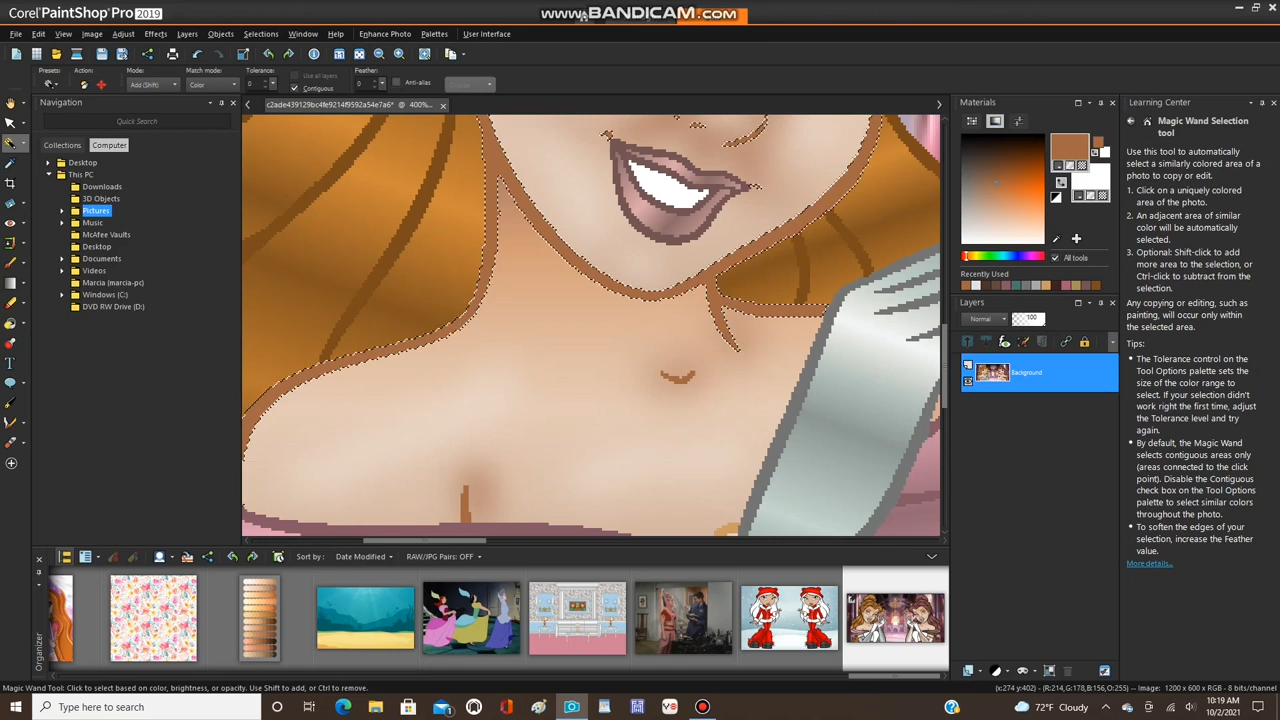 Corel PaintShop Pro 2019
www.BANDICAM.com
File Edit View Image Adjust Effects Layers Objects Selections Window Help Enhance Photo Palettes User Interface
Presets: Action: Mode: Match mode: Tolerance: Use all layers Feather:
Add (Shift) Color 0 Contiguous 0 Anti-alias
Navigation
Quick Search
Collections Computer
Desktop
This PC
Downloads
3D Objects
Pictures
Music
McAfee Vaults
Desktop
Documents
Videos
Marcia (marcia-pc)
Windows (C:)
DVD RW Drive (D:)
c2ade439129bc4fe9214f9592a54e7a6* @ 400%...
Materials
All tools
Recently Used
Layers
Normal 100
Background
Learning Center
Magic Wand Selection
tool
Use this tool to automatically
select a similarly colored area of a
photo to copy or edit.
1. Click on a uniquely colored
area of the photo.
2. An adjacent area of similar
color will be automatically
selected.
3. Optional: Shift-click to add
more area to the selection, or
Ctrl-click to subtract from the
selection.
Any copying or editing, such as
painting, will occur only within
the selected area.
Tips:
• The Tolerance control on the
Tool Options palette sets the
size of the color range to
select. If your selection didn't
work right the first time, adjust
the Tolerance level and try
again.
• By default, the Magic Wand
selects contiguous areas only
(areas connected to the click
point). Disable the Contiguous
check box on the Tool Options
palette to select similar colors
throughout the photo.
• To soften the edges of your
selection, increase the Feather
value.
More details...
Organizer
Sort by: Date Modified RAW/JPG Pairs: OFF
Magic Wand Tool: Click to select based on color, brightness, or opacity. Use Shift to add, or Ctrl to remove.
(x:274 y:402) - (R:214,G:178,B:156,O:255) -- Image: 1200 x 600 x RGB - 8 bits/channel
Type here to search
72°F Cloudy
10:19 AM
10/2/2021